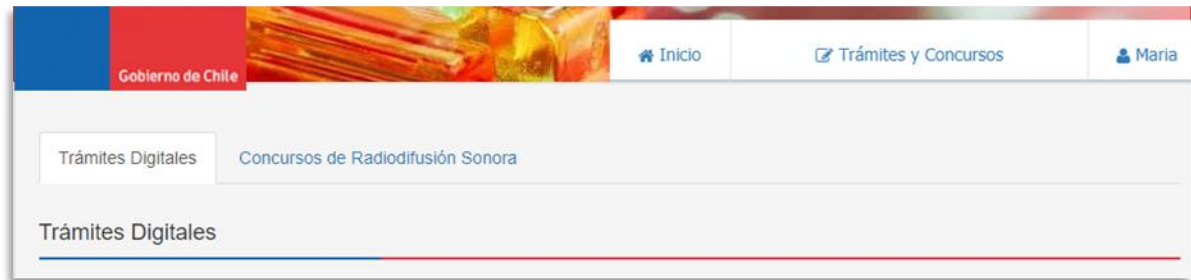 Gobierno de Chile
Inicio
Trámites y Concursos
Maria
Trámites Digitales
Concursos de Radiodifusión Sonora
Trámites Digitales